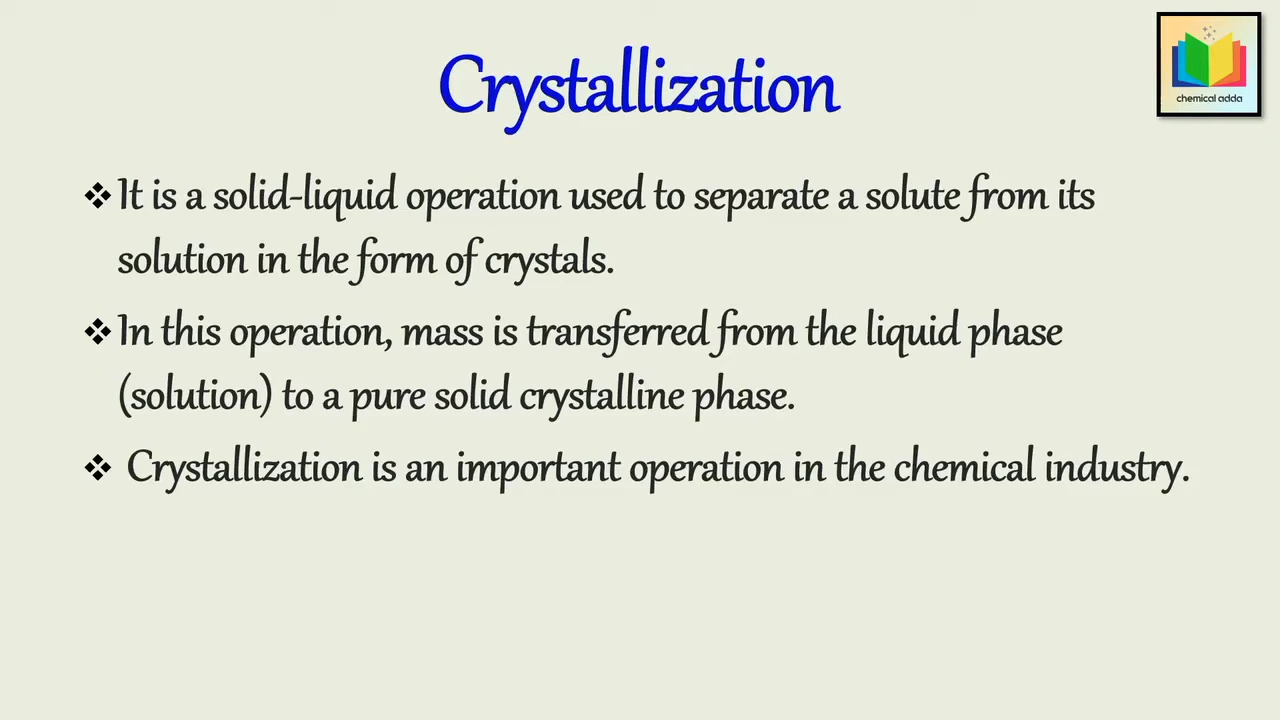 Crystallization
chemical adda
❖It is a solid-liquid operation used to separate a solute from its
solution in the form of crystals.
❖In this operation, mass is transferred from the liquid phase
(solution) to a pure solid crystalline phase.
❖ Crystallization is an important operation in the chemical industry.